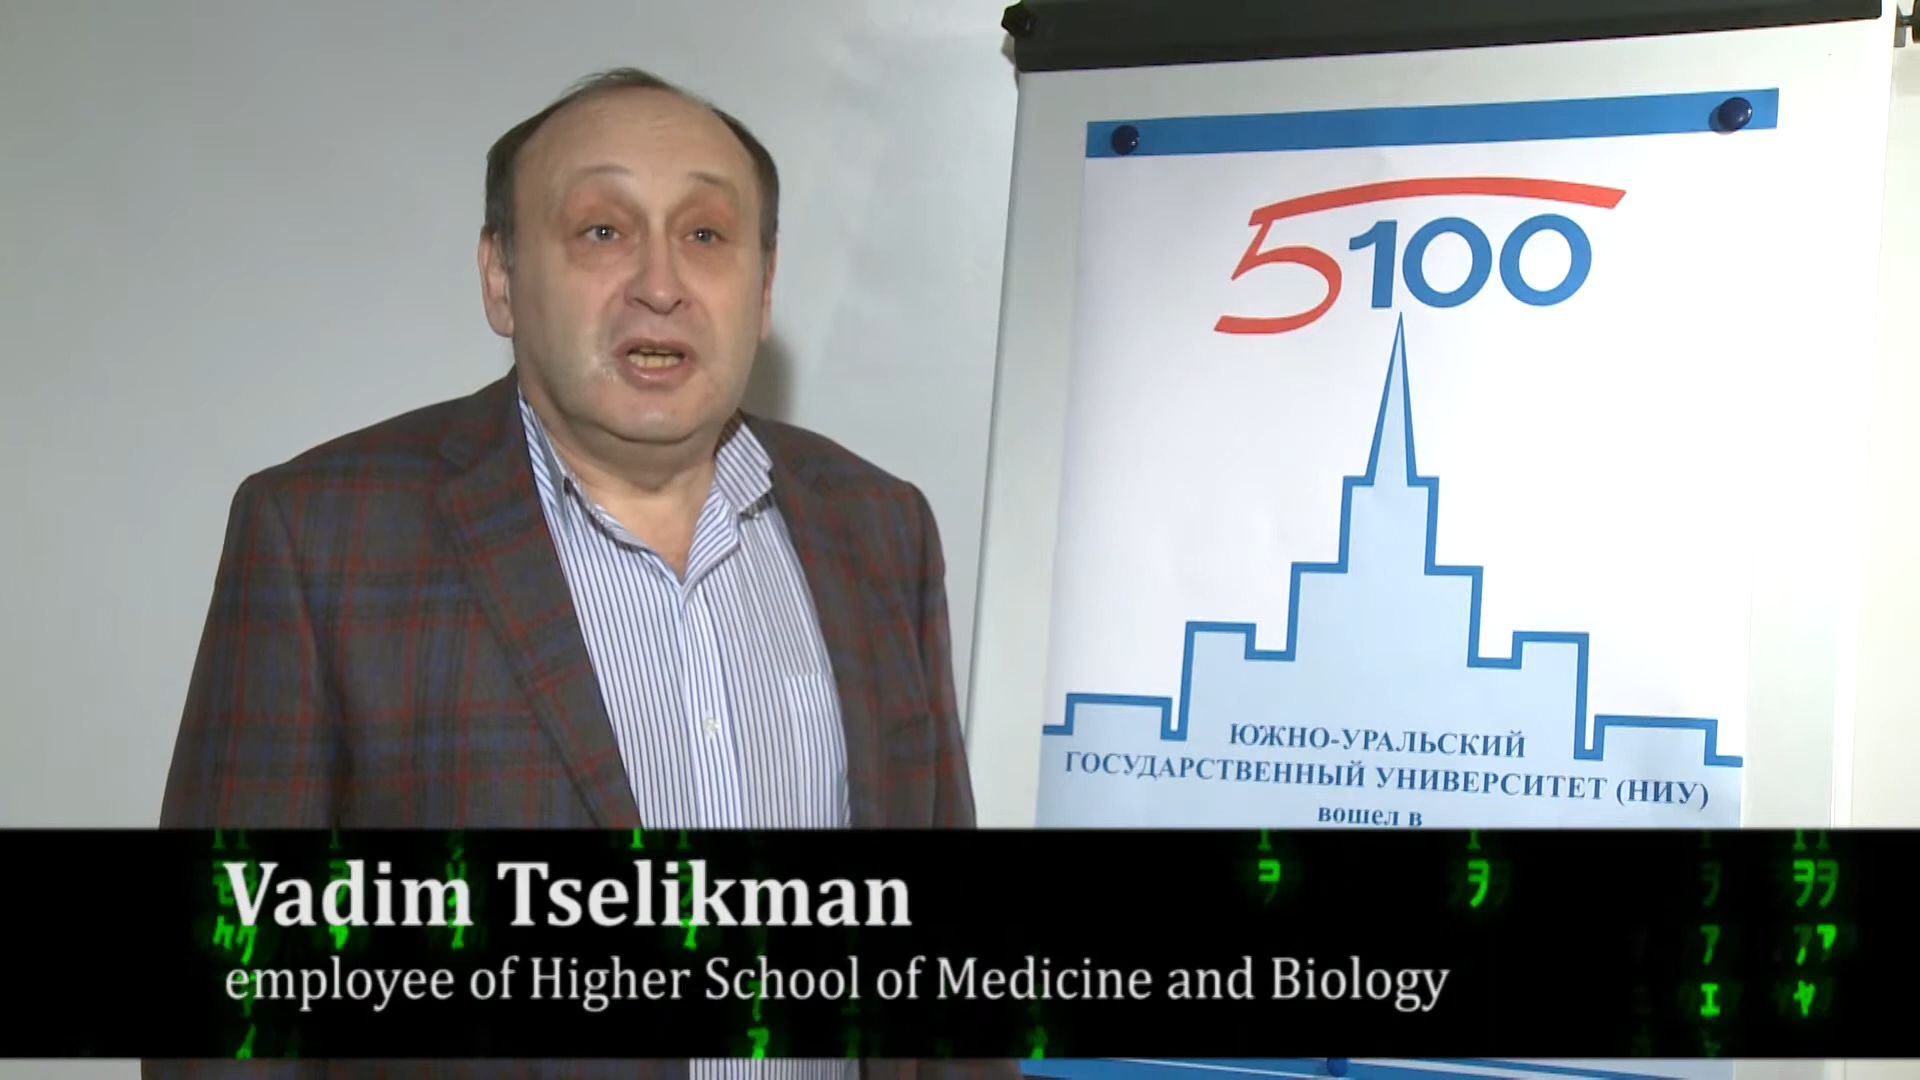 5100
ЮЖНО-УРАЛЬСКИЙ
ГОСУДАРСТВЕННЫЙ УНИВЕРСИТЕТ (НИУ)
вошел в
Vadim Tselikman
employee of Higher School of Medicine and Biology